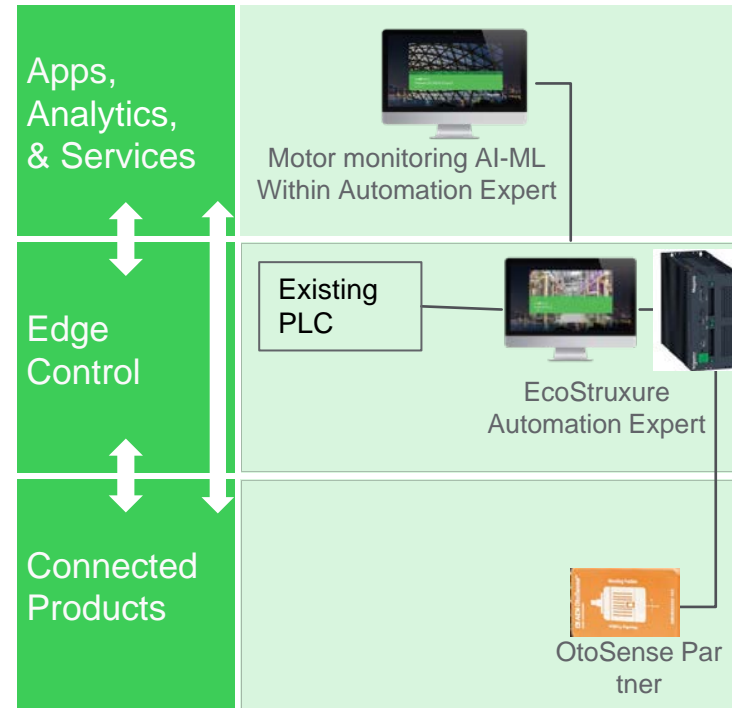 Apps,
Analytics,
& Services
Motor monitoring AI-ML
Within Automation Expert
Edge
Control
Existing
PLC
EcoStruxure
Automation Expert
Connected
Products
OtoSense Par
tner